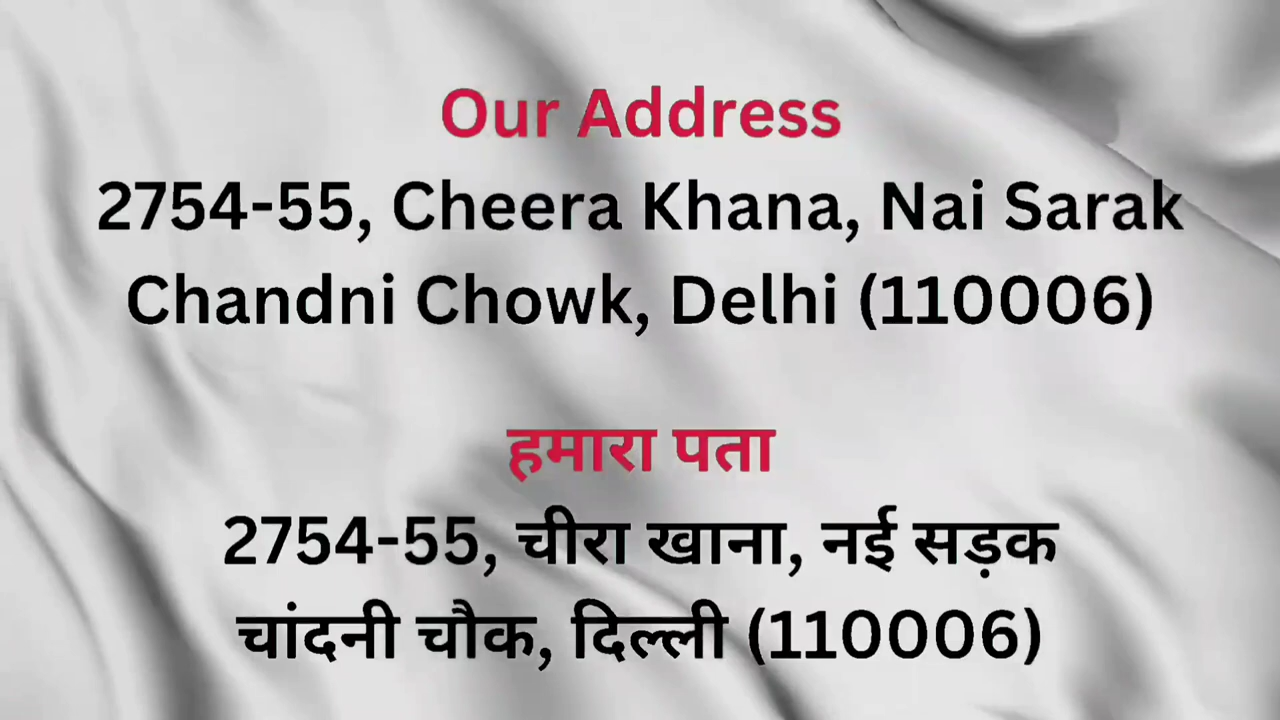 Our Address
2754-55, Cheera Khana, Nai Sarak
Chandni Chowk, Delhi (110006)
हमारा पता
2754-55, चीरा खाना, नई सड़क
चांदनी चौक, दिल्ली (110006)